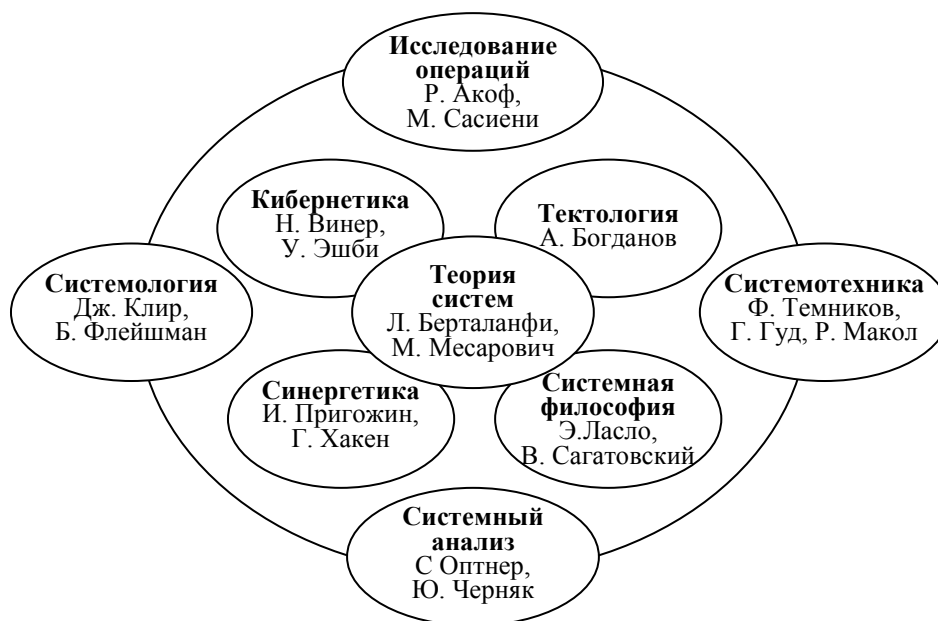 Исследование
операций
Р. Акоф,
М. Сасиени
Кибернетика
Н. Винер,
У. Эшби
Тектология
А. Богданов
Системология
Дж. Клир,
Б. Флейшман
Теория
систем
Л. Берталанфи,
М. Месарович
Системотехника
Ф. Темников,
Г. Гуд, Р. Макол
Синергетика
И. Пригожин,
Г. Хакен
Системная
философия
Э.Ласло,
В. Сагатовский
Системный
анализ
С Оптнер,
Ю. Черняк